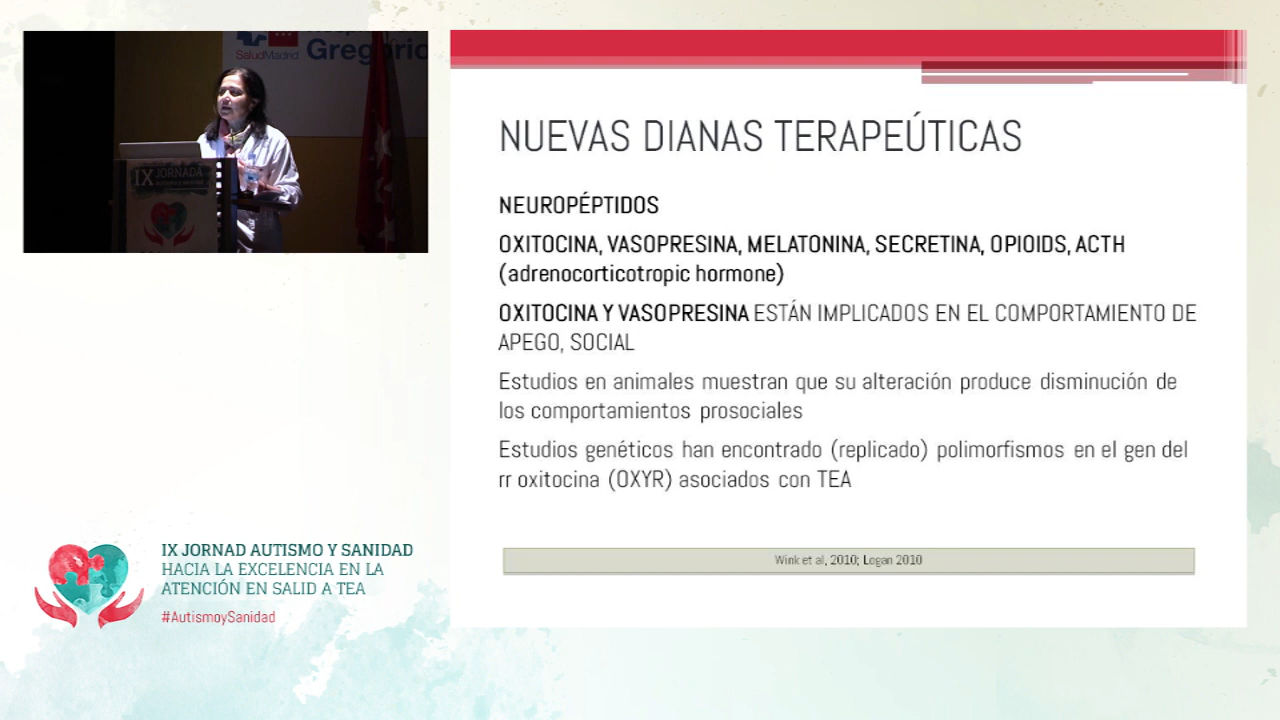 SaludMadrid
Gregorio
IX JORNADA
NUEVAS DIANAS TERAPEÚTICAS
NEUROPÉPTIDOS
OXITOCINA, VASOPRESINA, MELATONINA, SECRETINA, OPIOIDS, ACTH
(adrenocorticotropic hormone)
OXITOCINA Y VASOPRESINA ESTÁN IMPLICADOS EN EL COMPORTAMIENTO DE
APEGO, SOCIAL
Estudios en animales muestran que su alteración produce disminución de
los comportamientos prosociales
Estudios genéticos han encontrado (replicado) polimorfismos en el gen del
rr oxitocina (OXYR) asociados con TEA
Wink et al, 2010; Logan 2010
IX JORNAD AUTISMO Y SANIDAD
HACIA LA EXCELENCIA EN LA
ATENCIÓN EN SALID A TEA
#AutismoySanidad